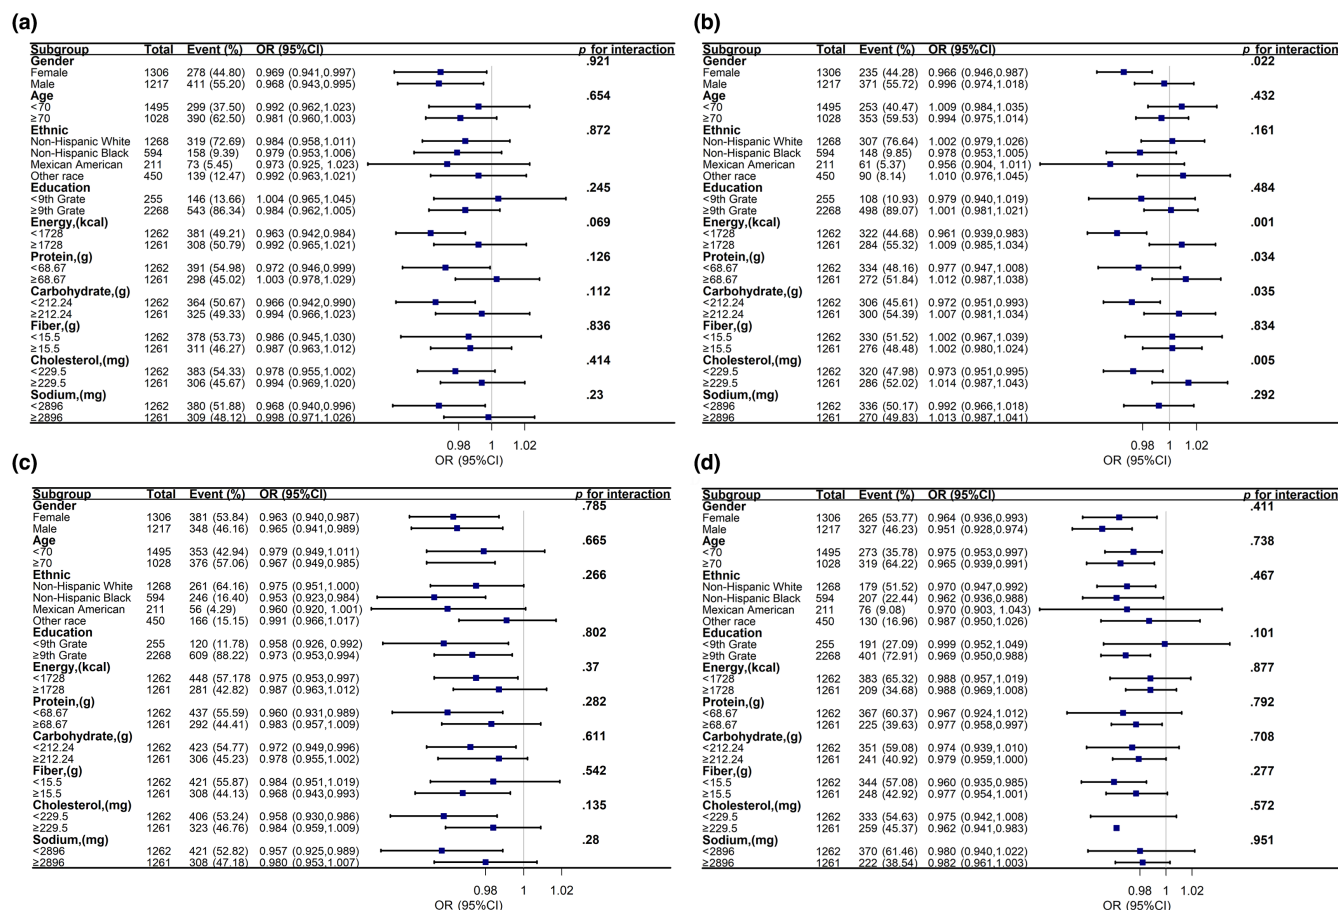 (a)
Subgroup Total Event (%) OR (95%CI) p for interaction
Gender .921
Female 1306 278 (44.80) 0.969 (0.941,0.997)
Male 1217 411 (55.20) 0.968 (0.943,0.995)
Age .654
<70 1495 299 (37.50) 0.992 (0.962,1.023)
≥70 1028 390 (62.50) 0.981 (0.960,1.003)
Ethnic .872
Non-Hispanic White 1268 319 (72.69) 0.984 (0.958,1.011)
Non-Hispanic Black 594 158 (9.39) 0.979 (0.953,1.006)
Mexican American 211 73 (5.45) 0.973 (0.925, 1.023)
Other race 450 139 (12.47) 0.992 (0.963,1.021)
Education .245
<9th Grate 255 146 (13.66) 1.004 (0.965,1.045)
≥9th Grate 2268 543 (86.34) 0.984 (0.962,1.005)
Energy,(kcal) .069
<1728 1262 381 (49.21) 0.963 (0.942,0.984)
≥1728 1261 308 (50.79) 0.992 (0.965,1.021)
Protein,(g) .126
<68.67 1262 391 (54.98) 0.972 (0.946,0.999)
≥68.67 1261 298 (45.02) 1.003 (0.978,1.029)
Carbohydrate,(g) .112
<212.24 1262 364 (50.67) 0.966 (0.942,0.990)
≥212.24 1261 325 (49.33) 0.994 (0.966,1.023)
Fiber,(g) .836
<15.5 1262 378 (53.73) 0.986 (0.945,1.030)
≥15.5 1261 311 (46.27) 0.987 (0.963,1.012)
Cholesterol,(mg) .414
<229.5 1262 383 (54.33) 0.978 (0.955,1.002)
≥229.5 1261 306 (45.67) 0.994 (0.969,1.020)
Sodium,(mg) .23
<2896 1262 380 (51.88) 0.968 (0.940,0.996)
≥2896 1261 309 (48.12) 0.998 (0.971,1.026)
0.98 1 1.02
OR (95%CI)
(b)
Subgroup Total Event (%) OR (95%CI) p for interaction
Gender .022
Female 1306 235 (44.28) 0.966 (0.946,0.987)
Male 1217 371 (55.72) 0.996 (0.974,1.018)
Age .432
<70 1495 253 (40.47) 1.009 (0.984,1.035)
≥70 1028 353 (59.53) 0.994 (0.975,1.014)
Ethnic .161
Non-Hispanic White 1268 307 (76.64) 1.002 (0.979,1.026)
Non-Hispanic Black 594 148 (9.85) 0.978 (0.953,1.005)
Mexican American 211 61 (5.37) 0.956 (0.904, 1.011)
Other race 450 90 (8.14) 1.010 (0.976,1.045)
Education .484
<9th Grate 255 108 (10.93) 0.979 (0.940,1.019)
≥9th Grate 2268 498 (89.07) 1.001 (0.981,1.021)
Energy,(kcal) .001
<1728 1262 322 (44.68) 0.961 (0.939,0.983)
≥1728 1261 284 (55.32) 1.009 (0.985,1.034)
Protein,(g) .034
<68.67 1262 334 (48.16) 0.977 (0.947,1.008)
≥68.67 1261 272 (51.84) 1.012 (0.987,1.038)
Carbohydrate,(g) .035
<212.24 1262 306 (45.61) 0.972 (0.951,0.993)
≥212.24 1261 300 (54.39) 1.007 (0.981,1.034)
Fiber,(g) .834
<15.5 1262 330 (51.52) 1.002 (0.967,1.039)
≥15.5 1261 276 (48.48) 1.002 (0.980,1.024)
Cholesterol,(mg) .005
<229.5 1262 320 (47.98) 0.973 (0.951,0.995)
≥229.5 1261 286 (52.02) 1.014 (0.987,1.043)
Sodium,(mg) .292
<2896 1262 336 (50.17) 0.992 (0.966,1.018)
≥2896 1261 270 (49.83) 1.013 (0.987,1.041)
0.98 1 1.02
OR (95%CI)
(c)
Subgroup Total Event (%) OR (95%CI) p for interaction
Gender .785
Female 1306 381 (53.84) 0.963 (0.940,0.987)
Male 1217 348 (46.16) 0.965 (0.941,0.989)
Age .665
<70 1495 353 (42.94) 0.979 (0.949,1.011)
≥70 1028 376 (57.06) 0.967 (0.949,0.985)
Ethnic .266
Non-Hispanic White 1268 261 (64.16) 0.975 (0.951,1.000)
Non-Hispanic Black 594 246 (16.40) 0.953 (0.923,0.984)
Mexican American 211 56 (4.29) 0.960 (0.920, 1.001)
Other race 450 166 (15.15) 0.991 (0.966,1.017)
Education .802
<9th Grate 255 120 (11.78) 0.958 (0.926, 0.992)
≥9th Grate 2268 609 (88.22) 0.973 (0.953,0.994)
Energy,(kcal) .37
<1728 1262 448 (57.178 0.975 (0.953,0.997)
≥1728 1261 281 (42.82) 0.987 (0.963,1.012)
Protein,(g) .282
<68.67 1262 437 (55.59) 0.960 (0.931,0.989)
≥68.67 1261 292 (44.41) 0.983 (0.957,1.009)
Carbohydrate,(g) .611
<212.24 1262 423 (54.77) 0.972 (0.949,0.996)
≥212.24 1261 306 (45.23) 0.978 (0.955,1.002)
Fiber,(g) .542
<15.5 1262 421 (55.87) 0.984 (0.951,1.019)
≥15.5 1261 308 (44.13) 0.968 (0.943,0.993)
Cholesterol,(mg) .135
<229.5 1262 406 (53.24) 0.958 (0.930,0.986)
≥229.5 1261 323 (46.76) 0.984 (0.959,1.009)
Sodium,(mg) .28
<2896 1262 421 (52.82) 0.957 (0.925,0.989)
≥2896 1261 308 (47.18) 0.980 (0.953,1.007)
0.98 1 1.02
OR (95%CI)
(d)
Subgroup Total Event (%) OR (95%CI) p for interaction
Gender .411
Female 1306 265 (53.77) 0.964 (0.936,0.993)
Male 1217 327 (46.23) 0.951 (0.928,0.974)
Age .738
<70 1495 273 (35.78) 0.975 (0.953,0.997)
≥70 1028 319 (64.22) 0.965 (0.939,0.991)
Ethnic .467
Non-Hispanic White 1268 179 (51.52) 0.970 (0.947,0.992)
Non-Hispanic Black 594 207 (22.44) 0.962 (0.936,0.988)
Mexican American 211 76 (9.08) 0.970 (0.903, 1.043)
Other race 450 130 (16.96) 0.987 (0.950,1.026)
Education .101
<9th Grate 255 191 (27.09) 0.999 (0.952,1.049)
≥9th Grate 2268 401 (72.91) 0.969 (0.950,0.988)
Energy,(kcal) .877
<1728 1262 383 (65.32) 0.988 (0.957,1.019)
≥1728 1261 209 (34.68) 0.988 (0.969,1.008)
Protein,(g) .792
<68.67 1262 367 (60.37) 0.967 (0.924,1.012)
≥68.67 1261 225 (39.63) 0.977 (0.958,0.997)
Carbohydrate,(g) .708
<212.24 1262 351 (59.08) 0.974 (0.939,1.010)
≥212.24 1261 241 (40.92) 0.979 (0.959,1.000)
Fiber,(g) .277
<15.5 1262 344 (57.08) 0.960 (0.935,0.985)
≥15.5 1261 248 (42.92) 0.977 (0.954,1.001)
Cholesterol,(mg) .572
<229.5 1262 333 (54.63) 0.975 (0.942,1.008)
≥229.5 1261 259 (45.37) 0.962 (0.941,0.983)
Sodium,(mg) .951
<2896 1262 370 (61.46) 0.980 (0.940,1.022)
≥2896 1261 222 (38.54) 0.982 (0.961,1.003)
0.98 1 1.02
OR (95%CI)